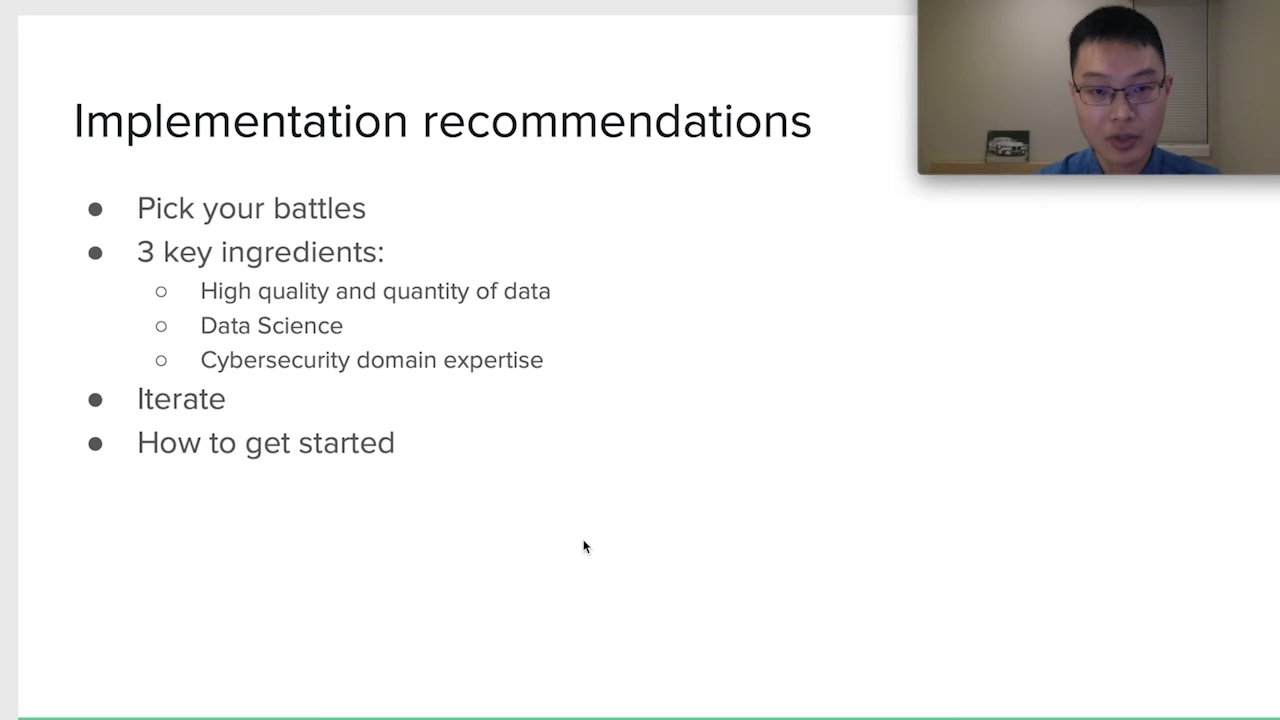 Implementation recommendations
● Pick your battles
● 3 key ingredients:
○ High quality and quantity of data
○ Data Science
○ Cybersecurity domain expertise
● Iterate
● How to get started